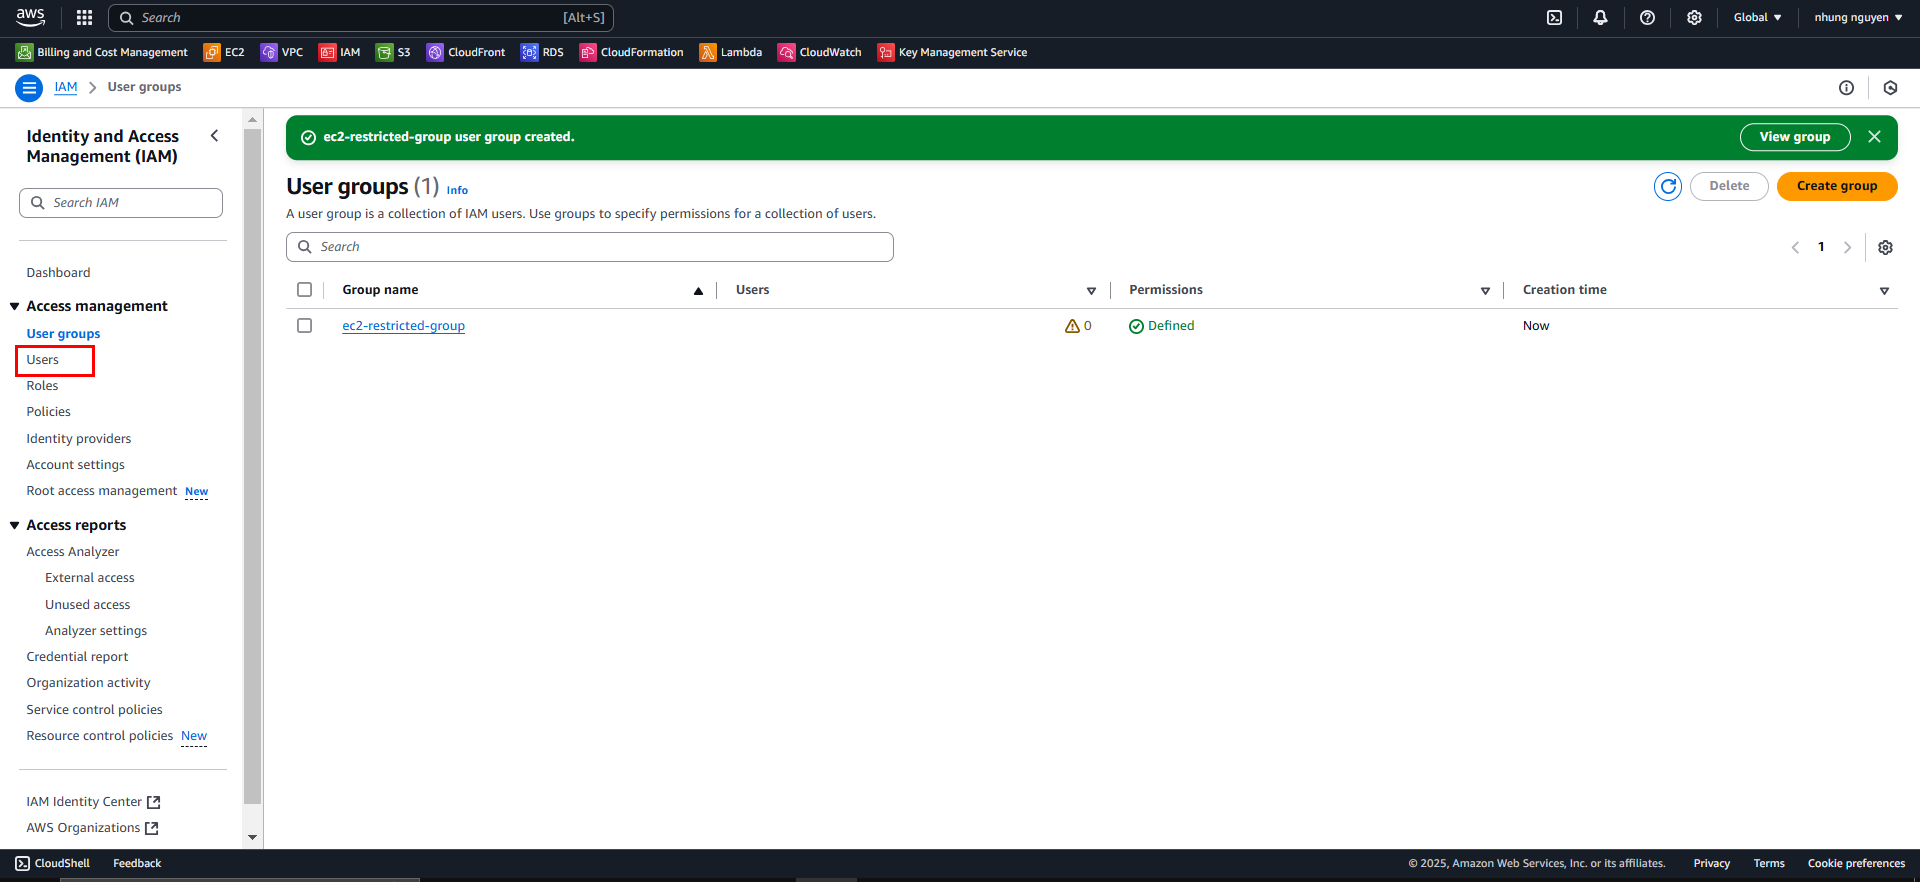 aws
Search [Alt+S] Global nhung nguyen
Billing and Cost Management EC2 VPC IAM S3 CloudFront RDS CloudFormation Lambda CloudWatch Key Management Service
IAM User groups
Identity and Access
Management (IAM)
Search IAM
Dashboard
Access management
User groups
Users
Roles
Policies
Identity providers
Account settings
Root access management New
Access reports
Access Analyzer
External access
Unused access
Analyzer settings
Credential report
Organization activity
Service control policies
Resource control policies New
IAM Identity Center
AWS Organizations
ec2-restricted-group user group created. View group
User groups (1) Info Delete Create group
A user group is a collection of IAM users. Use groups to specify permissions for a collection of users.
Search 1
Group name Users Permissions Creation time
ec2-restricted-group 0 Defined Now
CloudShell Feedback © 2025, Amazon Web Services, Inc. or its affiliates. Privacy Terms Cookie preferences